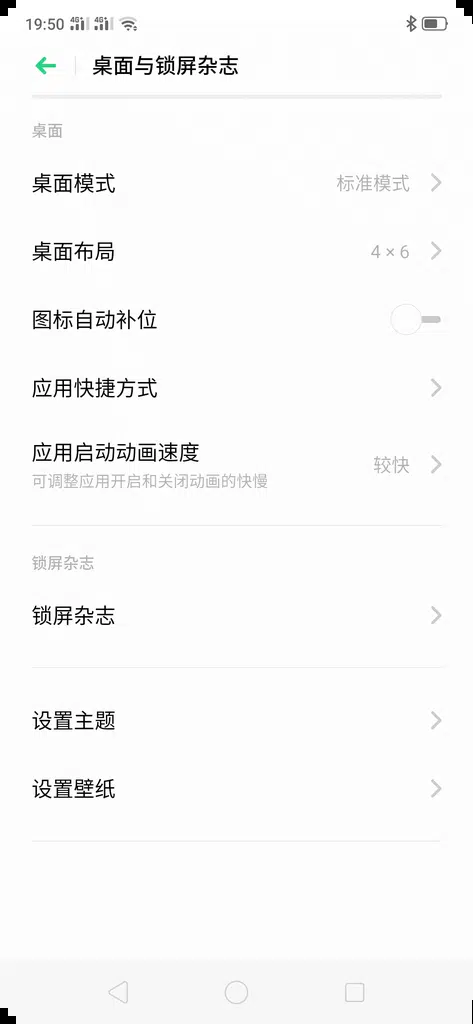 19:50
桌面与锁屏杂志
桌面
桌面模式 标准模式
桌面布局 4 × 6
图标自动补位
应用快捷方式
应用启动动画速度 较快
可调整应用开启和关闭动画的快慢
锁屏杂志
锁屏杂志
设置主题
设置壁纸